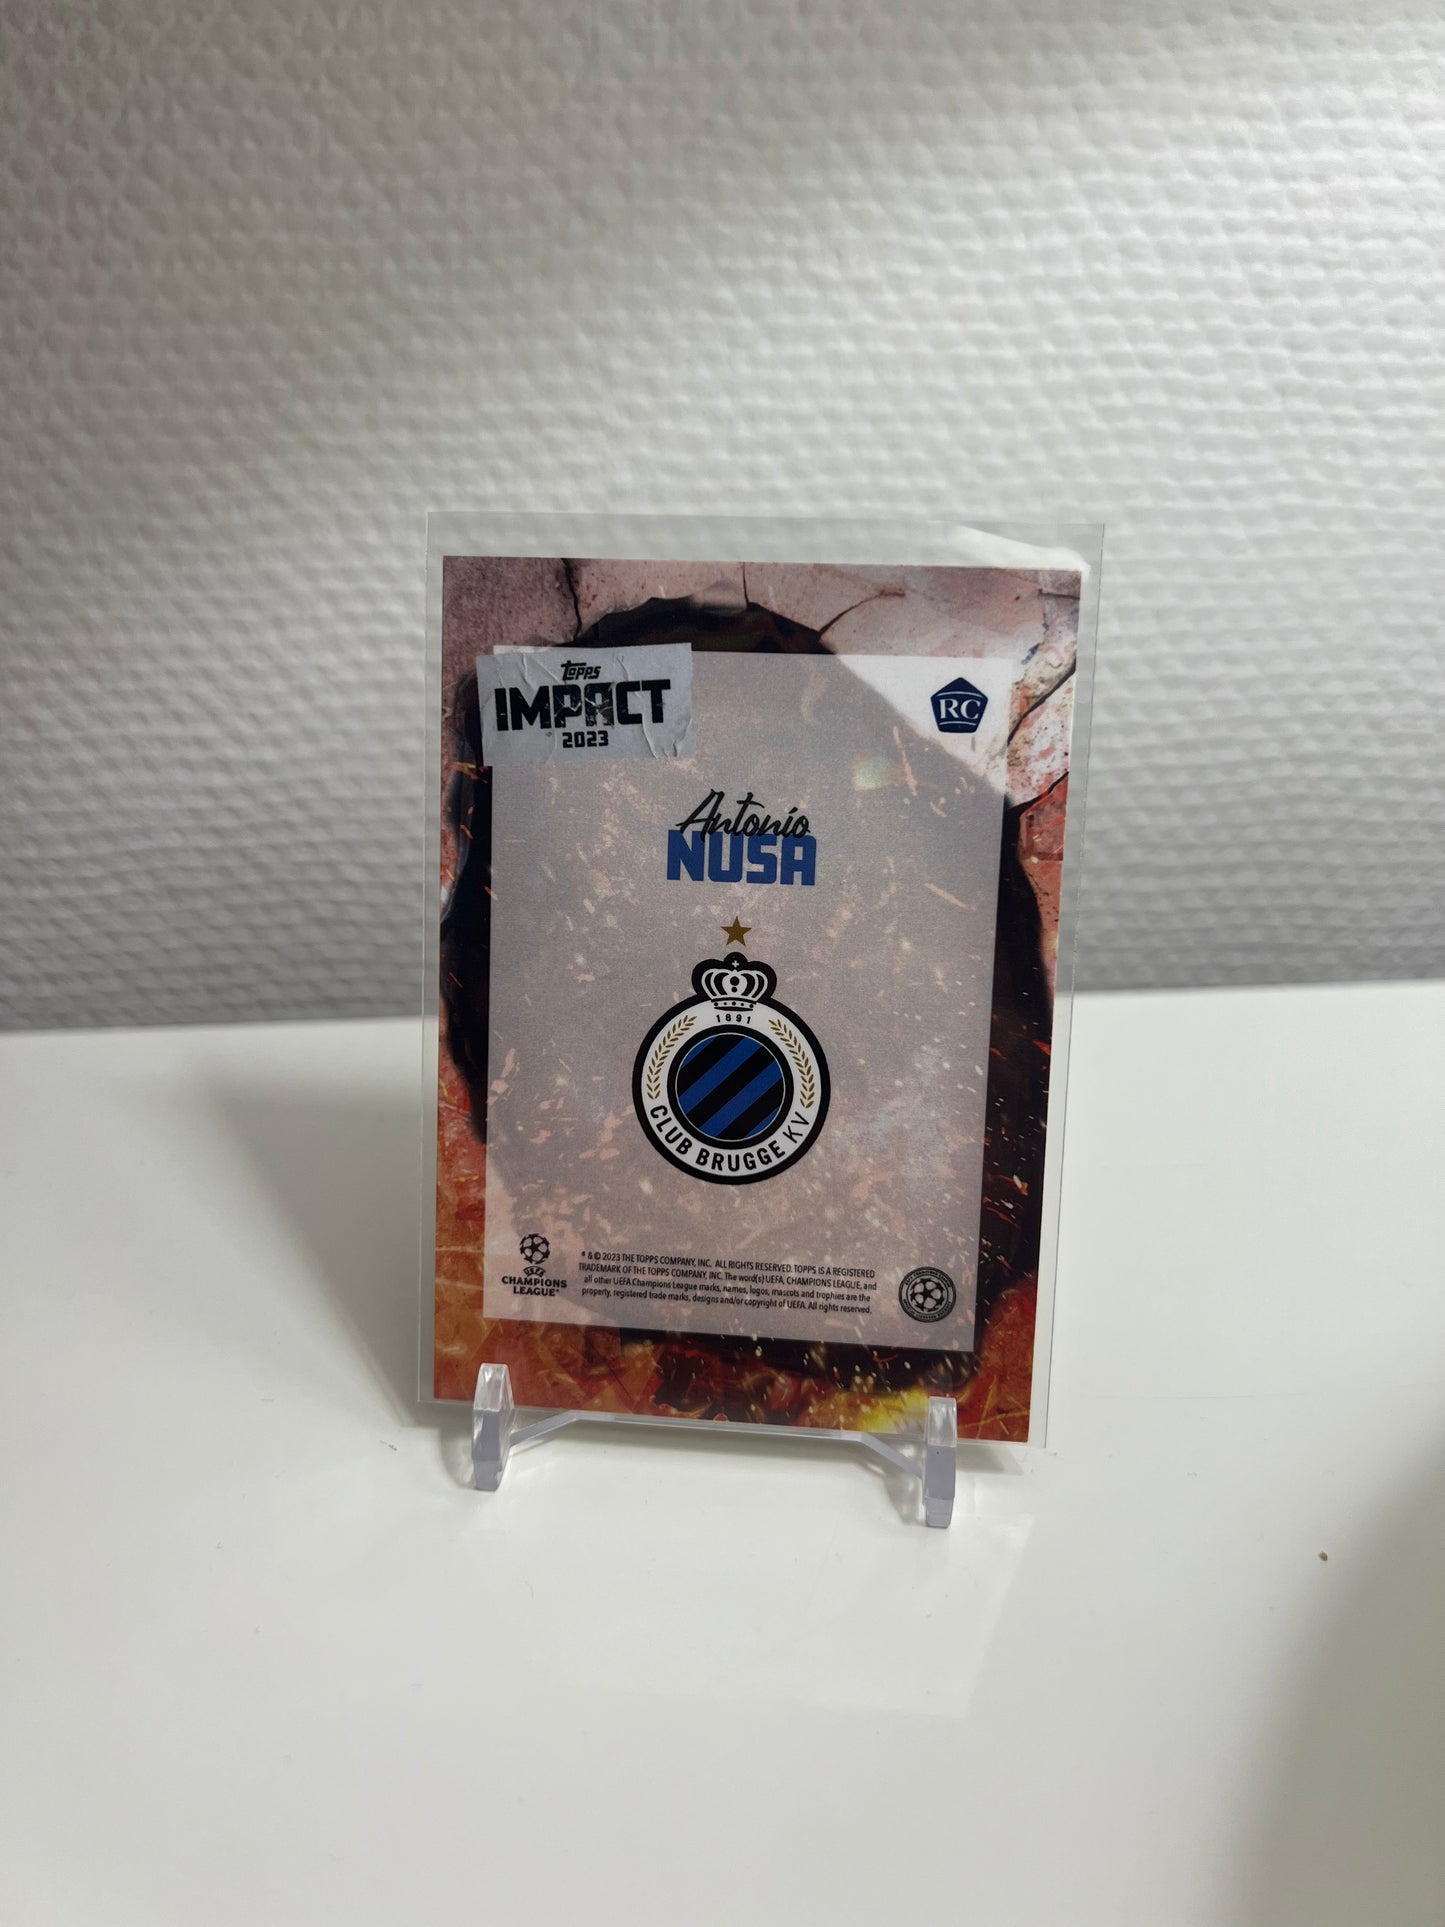 Topps
IMPACT
2023
RC
Antonio
NUSA
1891
CLUB BRUGGE KV
UEFA
CHAMPIONS
LEAGUE®
® & © 2023 THE TOPPS COMPANY, INC. ALL RIGHTS RESERVED. TOPPS IS A REGISTERED
TRADEMARK OF THE TOPPS COMPANY, INC. The word(s) UEFA, CHAMPIONS LEAGUE, and
all other UEFA Champions League marks, names, logos, mascots and trophies are the
property, registered trade marks, designs and/or copyright of UEFA. All rights reserved.